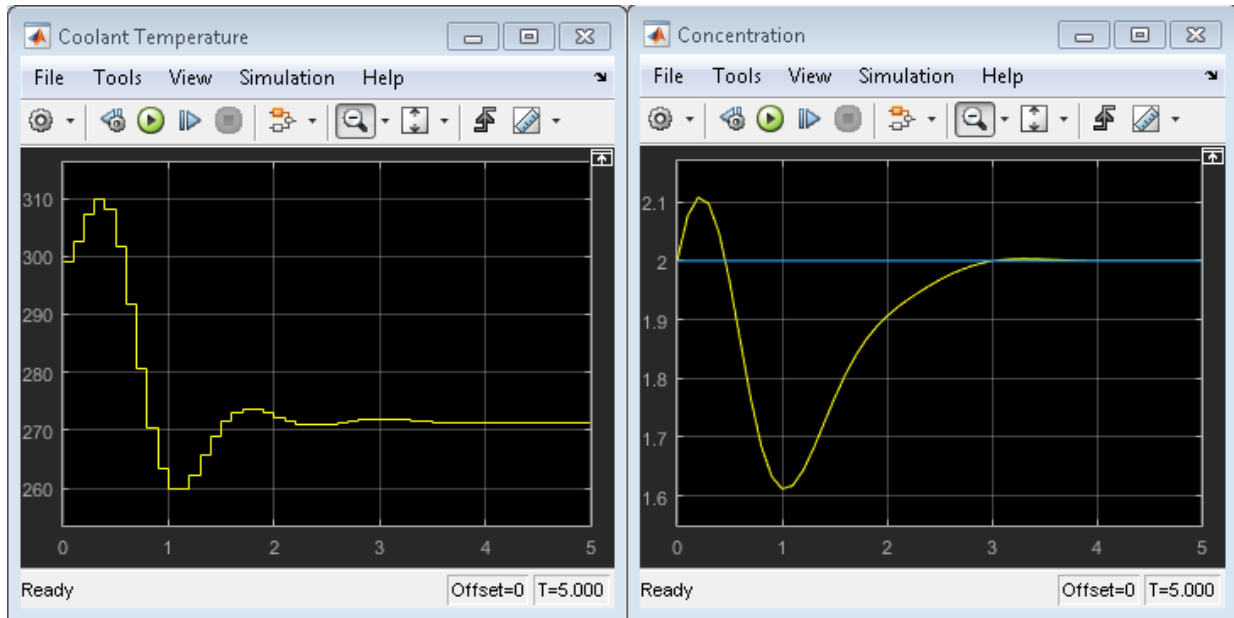 Coolant Temperature
File Tools View Simulation Help
310
300
290
280
270
260
0 1 2 3 4 5
Ready Offset=0 T=5.000
Concentration
File Tools View Simulation Help
2.1
2
1.9
1.8
1.7
1.6
0 1 2 3 4 5
Ready Offset=0 T=5.000